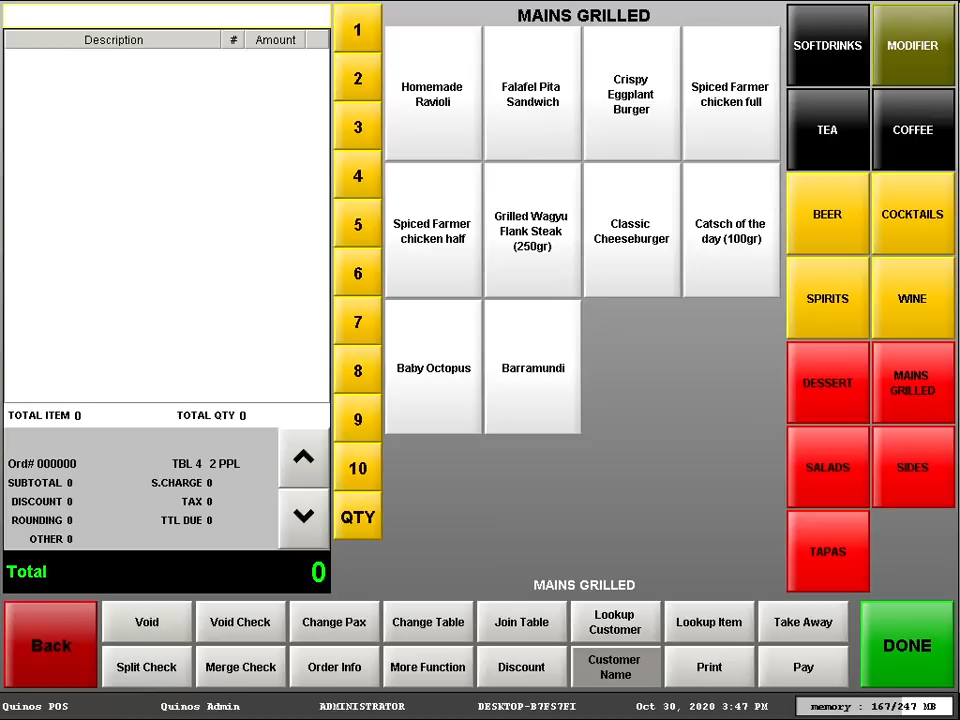 MAINS GRILLED
Description # Amount
1
2
3
4
5
6
7
8
9
10
QTY
Homemade
Ravioli
Falafel Pita
Sandwich
Crispy
Eggplant
Burger
Spiced Farmer
chicken full
Spiced Farmer
chicken half
Grilled Wagyu
Flank Steak
(250gr)
Classic
Cheeseburger
Catsch of the
day (100gr)
Baby Octopus
Barramundi
SOFTDRINKS
MODIFIER
TEA
COFFEE
BEER
COCKTAILS
SPIRITS
WINE
DESSERT
MAINS
GRILLED
SALADS
SIDES
TAPAS
TOTAL ITEM 0 TOTAL QTY 0
Ord# 000000 TBL 4 2 PPL
SUBTOTAL 0 S.CHARGE 0
DISCOUNT 0 TAX 0
ROUNDING 0 TTL DUE 0
OTHER 0
Total 0
MAINS GRILLED
Back
Void
Void Check
Change Pax
Change Table
Join Table
Lookup
Customer
Lookup Item
Take Away
Split Check
Merge Check
Order Info
More Function
Discount
Customer
Name
Print
Pay
DONE
Quinos POS Quinos Admin ADMINISTRATOR DESKTOP-B7FS7FI Oct 30, 2020 3:47 PM memory : 167/247 MB